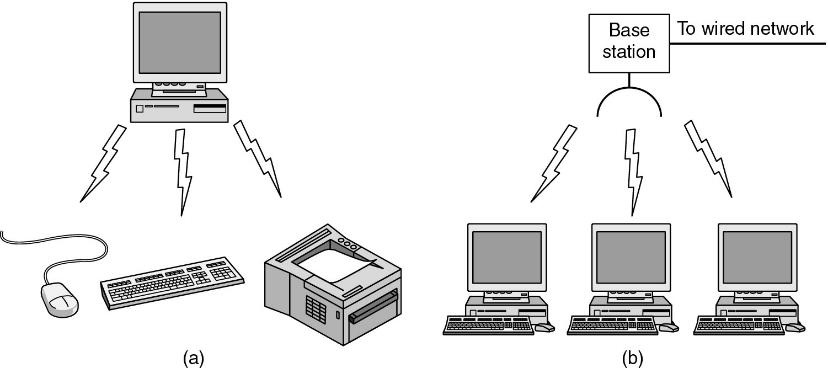 Base
station
To wired network
(a)
(b)